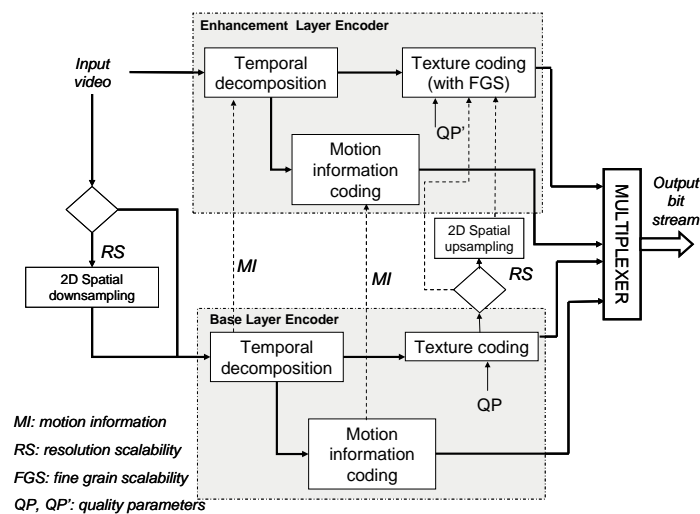 Enhancement Layer Encoder
Input
video
Temporal
decomposition
Texture coding
(with FGS)
QP’
Motion
information
coding
MULTIPLEXER
Output
bit
stream
RS
2D Spatial
downsampling
MI
MI
2D Spatial
upsampling
RS
Base Layer Encoder
Temporal
decomposition
Texture coding
QP
Motion
information
coding
MI: motion information
RS: resolution scalability
FGS: fine grain scalability
QP, QP’: quality parameters